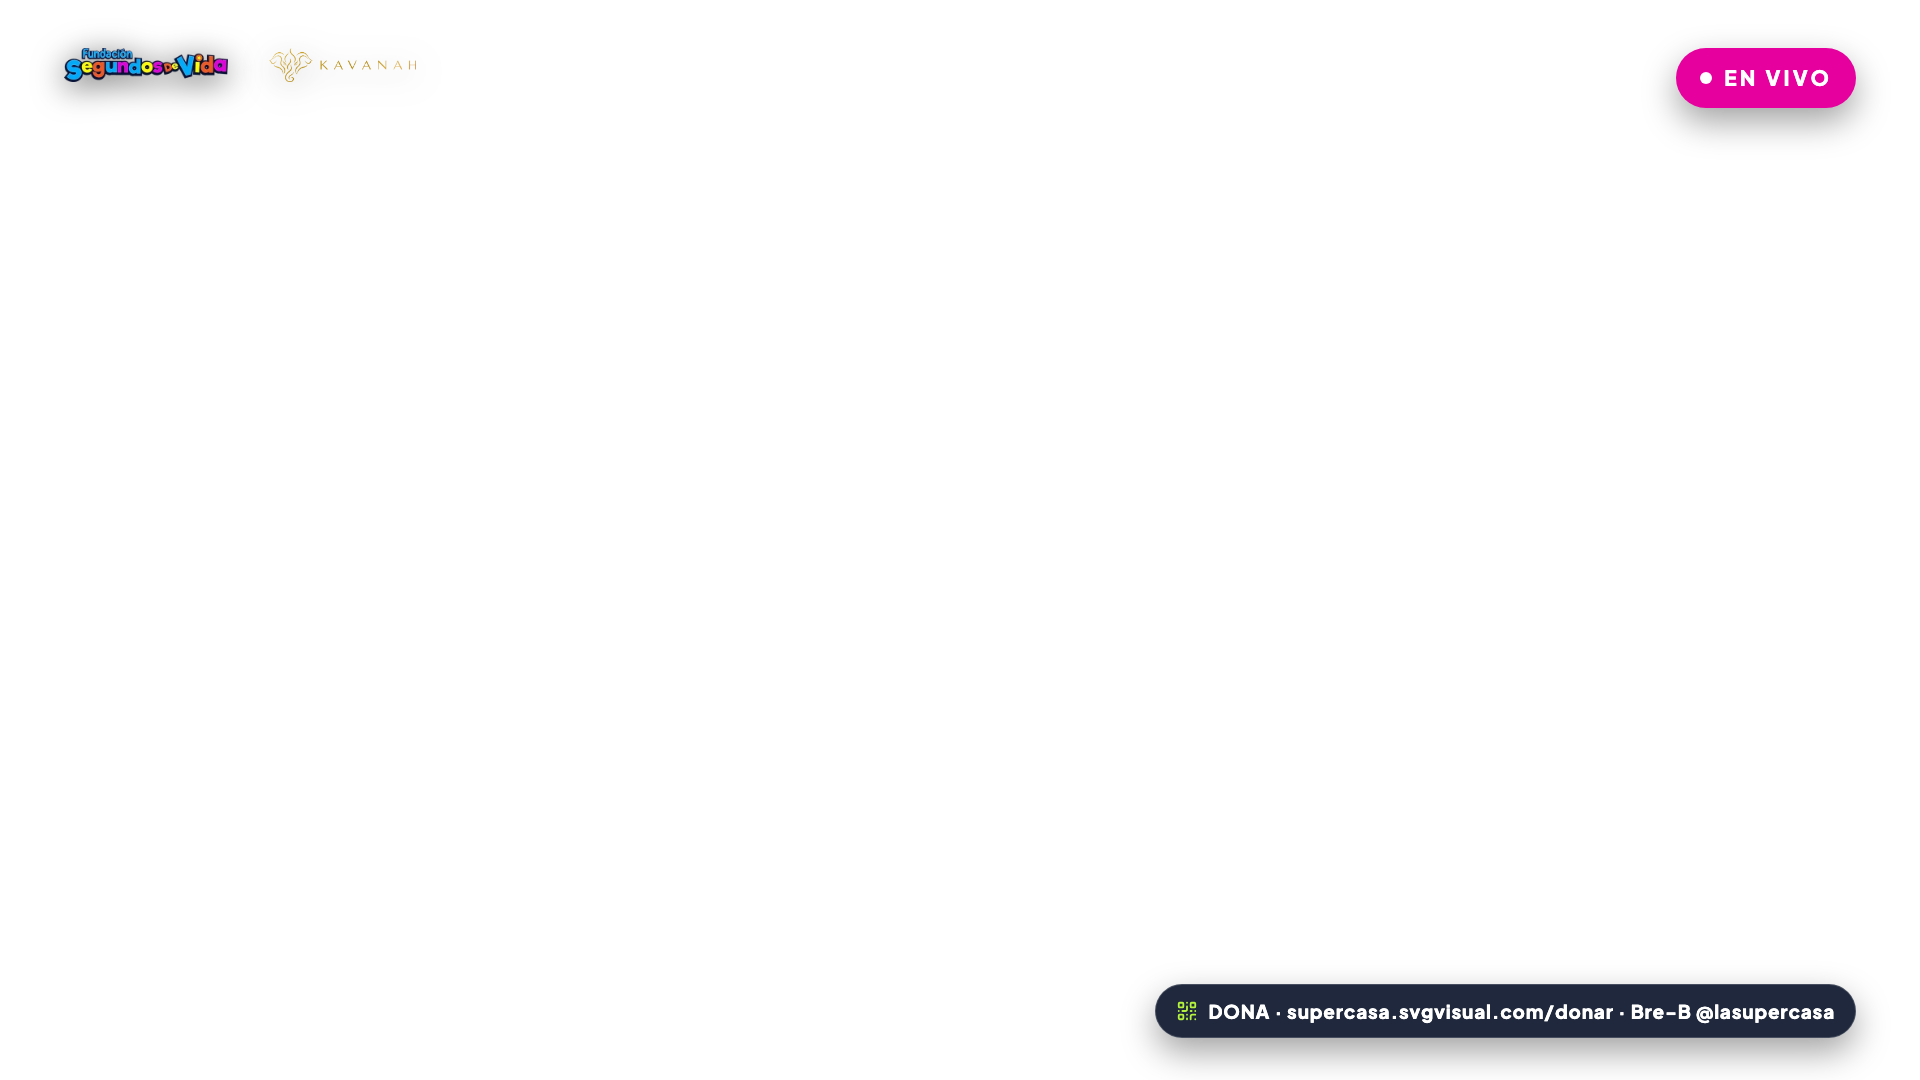 Fundación
Segundos De Vida
KAVANAH
EN VIVO
DONA · supercasa.svgvisual.com/donar · Bre-B @lasupercasa